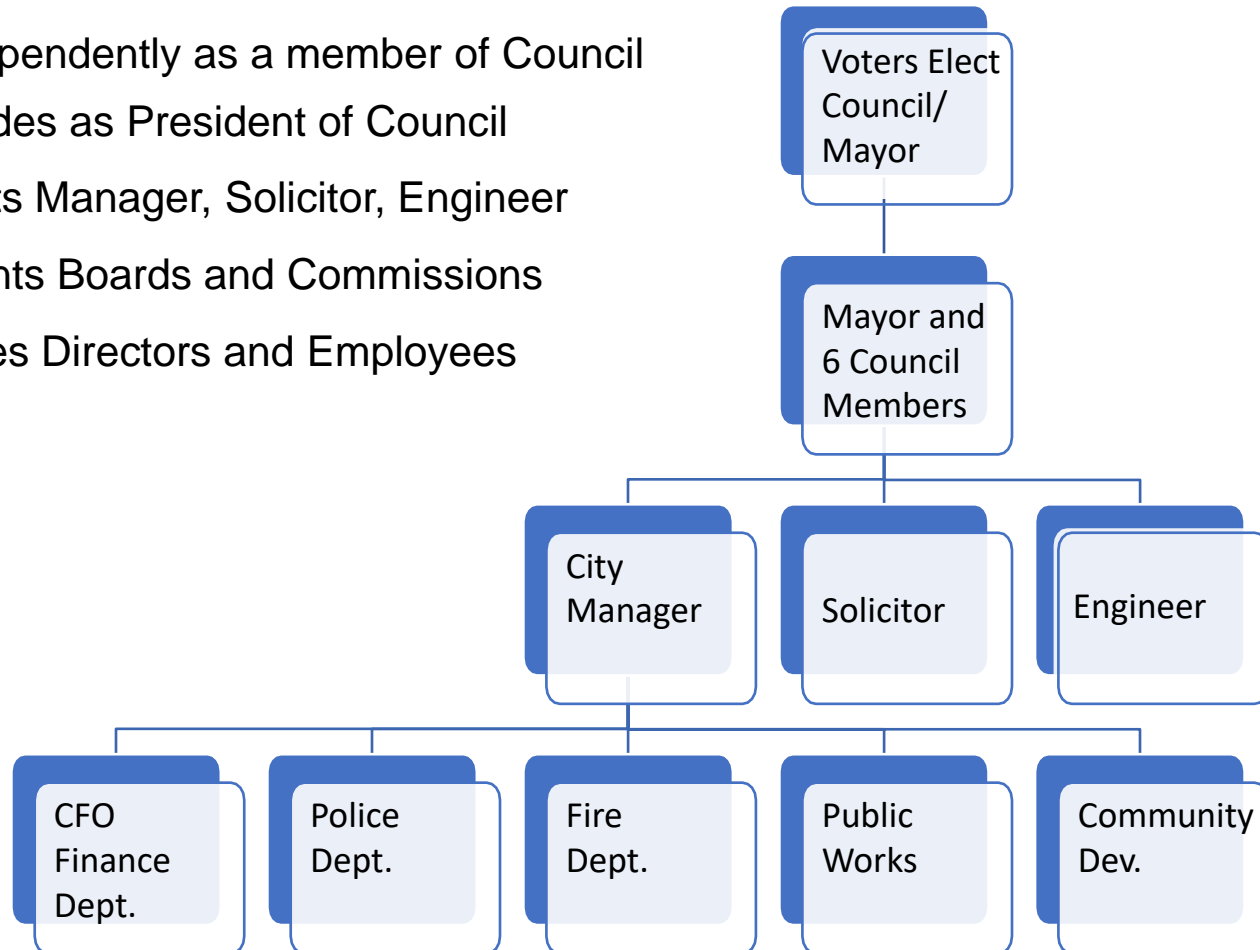 pendently as a member of Council
des as President of Council
ts Manager, Solicitor, Engineer
nts Boards and Commissions
es Directors and Employees
Voters Elect
Council/
Mayor
Mayor and
6 Council
Members
City
Manager
Solicitor
Engineer
CFO
Finance
Dept.
Police
Dept.
Fire
Dept.
Public
Works
Community
Dev.